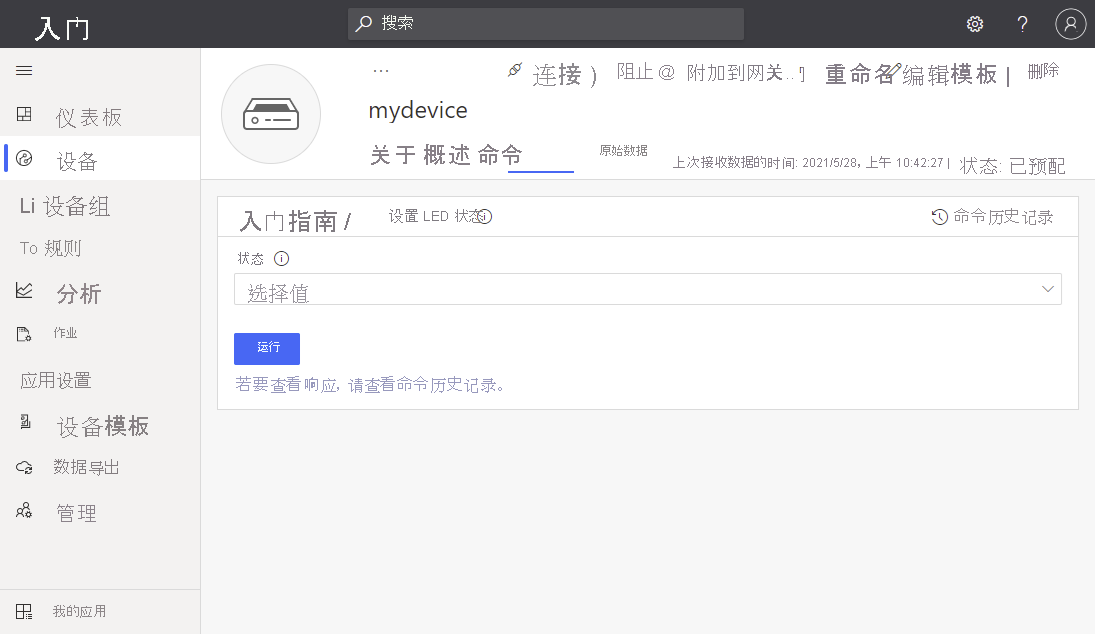 入门
搜索
?
仪表板
设备
Li 设备组
To 规则
分析
作业
应用设置
设备模板
数据导出
管理
我的应用
... 连接 ) 阻止 @ 附加到网关.. 重命名 编辑模板 | 删除
mydevice
关于 概述 命令 原始数据
上次接收数据的时间: 2021/5/28, 上午 10:42:27 | 状态: 已预配
入门指南 / 设置 LED 状态 命令历史记录
状态
选择值
运行
若要查看响应, 请查看命令历史记录。